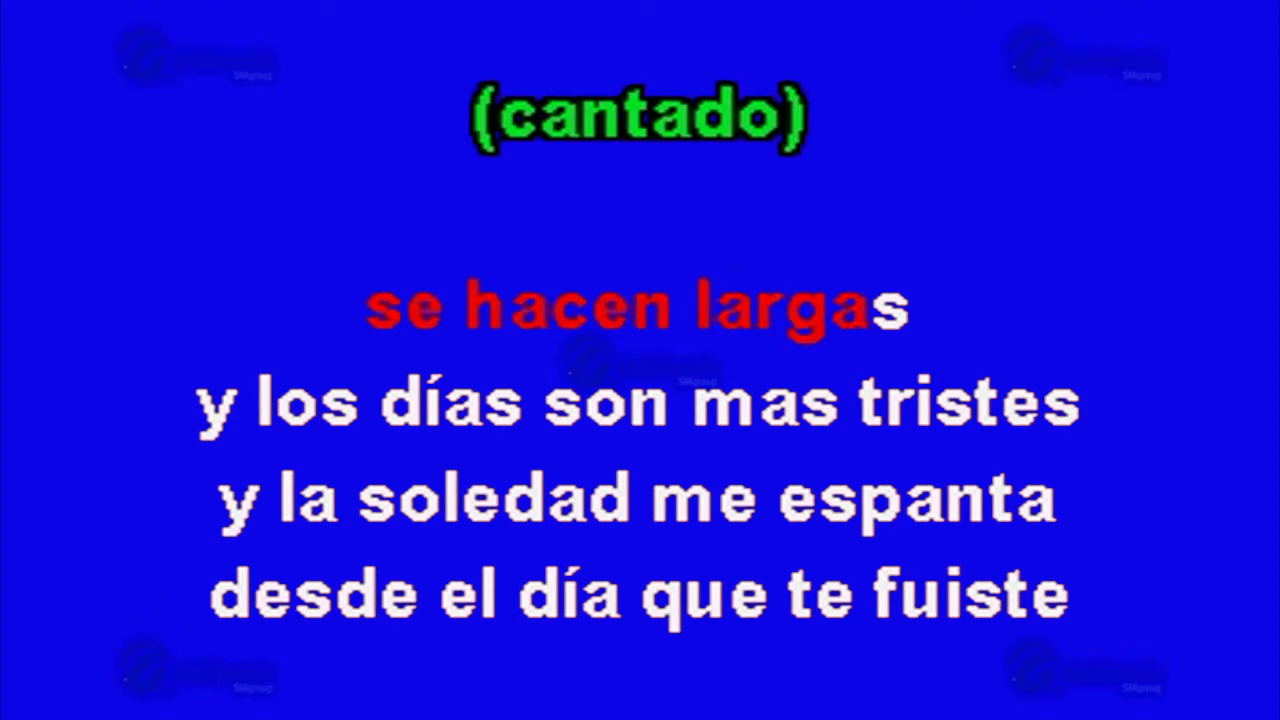 (cantado)
se hacen largas
y los días son mas tristes
y la soledad me espanta
desde el día que te fuiste